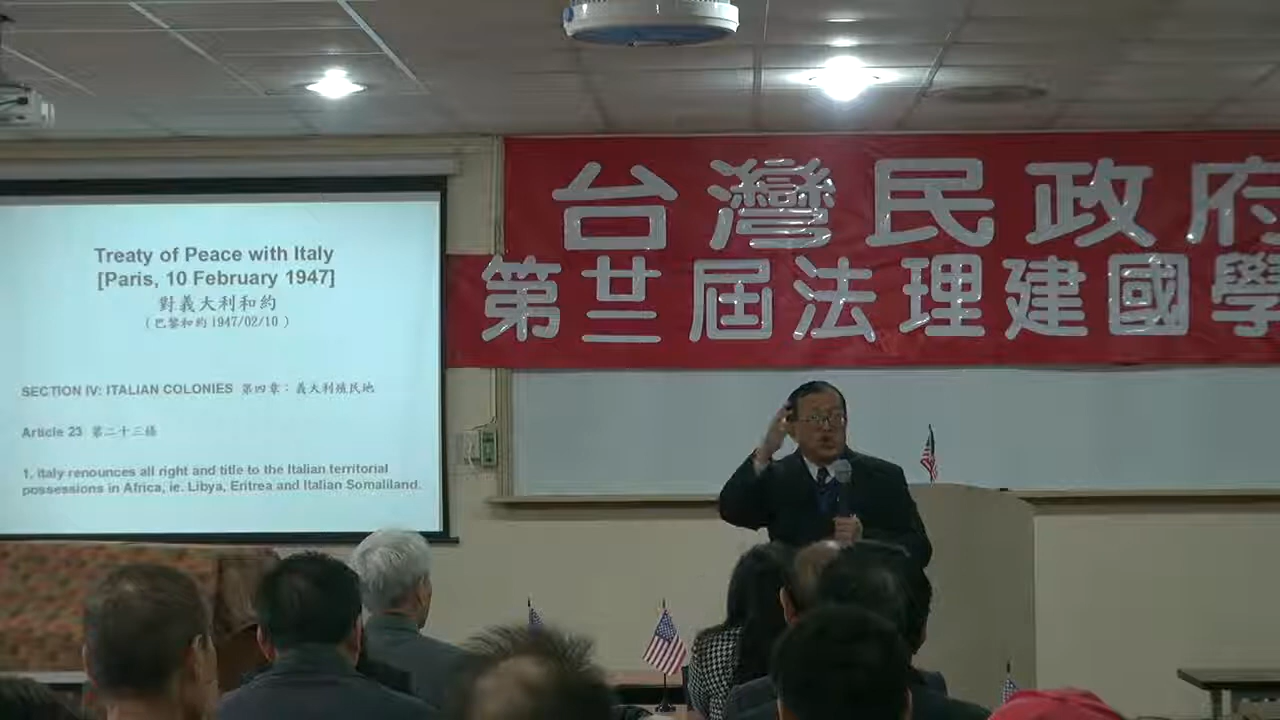 Treaty of Peace with Italy
[Paris, 10 February 1947]
對義大利和約
(巴黎和約 1947/02/10 )
SECTION IV: ITALIAN COLONIES 第四章：義大利殖民地
Article 23 第二十三條
1. italy renounces all right and title to the Italian territorial
possessions in Africa, ie. Libya, Eritrea and Italian Somaliland.
台灣民政府
第廿二屆法理建國學